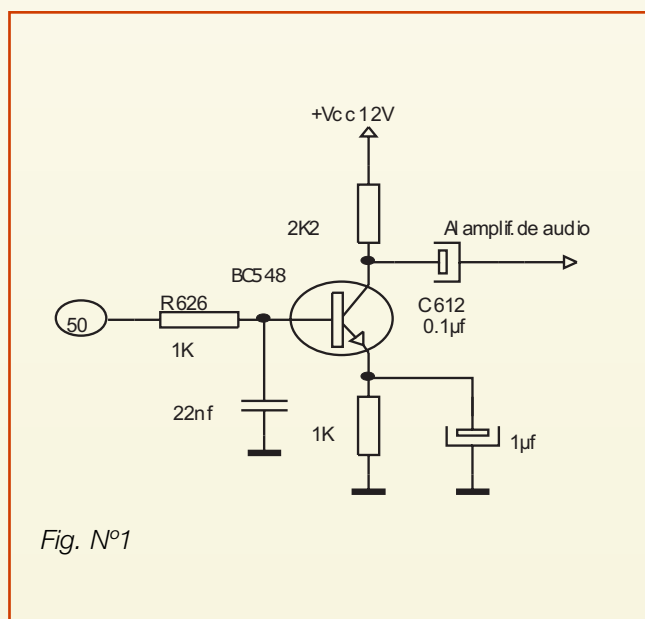 +Vcc 12V
2K2
Al amplif. de audio
BC548
R626
C612
0.1µf
50
1K
22nf
1K
1µf
Fig. Nº1